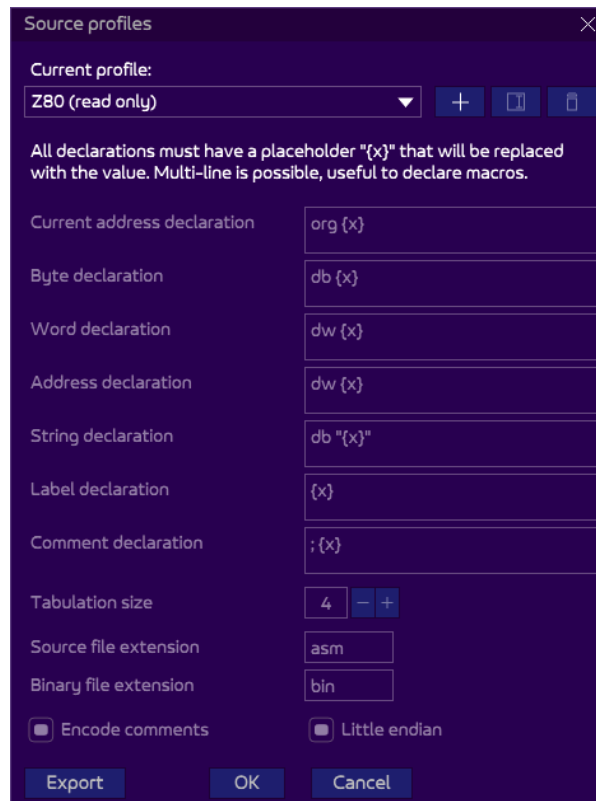 Source profiles
Current profile:
Z80 (read only)
All declarations must have a placeholder "{x}" that will be replaced
with the value. Multi-line is possible, useful to declare macros.
Current address declaration org {x}
Byte declaration db {x}
Word declaration dw {x}
Address declaration dw {x}
String declaration db "{x}"
Label declaration {x}
Comment declaration ; {x}
Tabulation size 4 − +
Source file extension asm
Binary file extension bin
Encode comments Little endian
Export OK Cancel